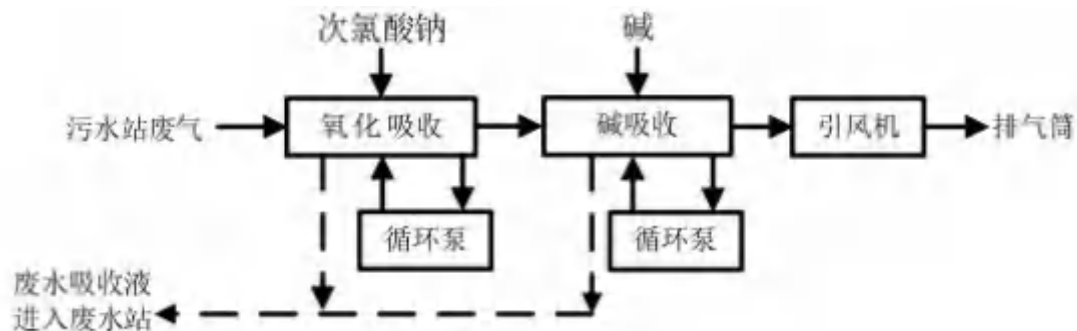 次氯酸钠
碱
污水站废气
氧化吸收
碱吸收
引风机
排气筒
循环泵
循环泵
废水吸收液
进入废水站